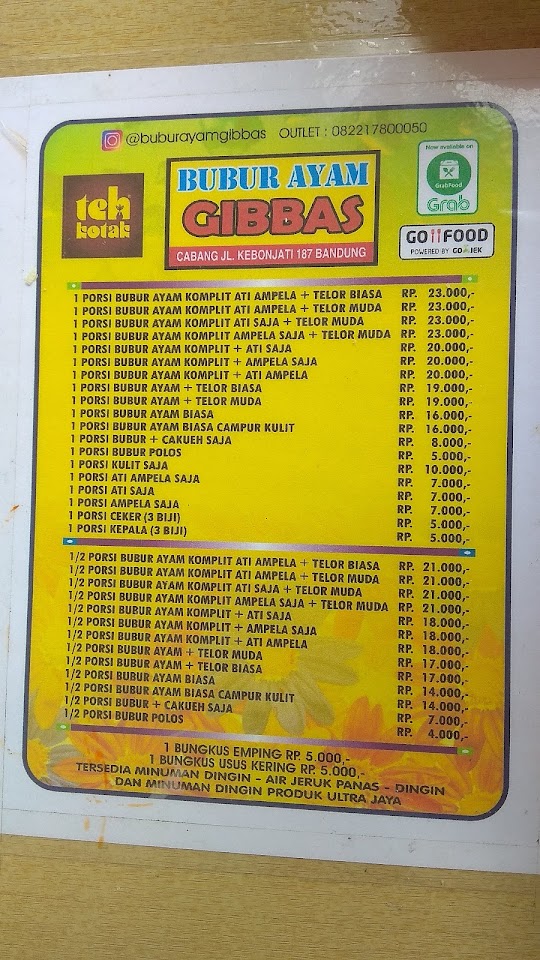 @buburayamgibbas OUTLET : 082217800050
teh
kotak
BUBUR AYAM
GIBBAS
CABANG JL. KEBONJATI 187 BANDUNG
Now available on
GrabFood
Grab
GO FOOD
POWERED BY GO-JEK
1 PORSI BUBUR AYAM KOMPLIT ATI AMPELA + TELOR BIASA RP. 23.000,-
1 PORSI BUBUR AYAM KOMPLIT ATI AMPELA + TELOR MUDA RP. 23.000,-
1 PORSI BUBUR AYAM KOMPLIT ATI SAJA + TELOR MUDA RP. 23.000,-
1 PORSI BUBUR AYAM KOMPLIT AMPELA SAJA + TELOR MUDA RP. 23.000,-
1 PORSI BUBUR AYAM KOMPLIT + ATI SAJA RP. 20.000,-
1 PORSI BUBUR AYAM KOMPLIT + AMPELA SAJA RP. 20.000,-
1 PORSI BUBUR AYAM KOMPLIT + ATI AMPELA RP. 20.000,-
1 PORSI BUBUR AYAM + TELOR BIASA RP. 19.000,-
1 PORSI BUBUR AYAM + TELOR MUDA RP. 19.000,-
1 PORSI BUBUR AYAM BIASA RP. 16.000,-
1 PORSI BUBUR AYAM BIASA CAMPUR KULIT RP. 16.000,-
1 PORSI BUBUR + CAKUEH SAJA RP. 8.000,-
1 PORSI BUBUR POLOS RP. 5.000,-
1 PORSI KULIT SAJA RP. 10.000,-
1 PORSI ATI AMPELA SAJA RP. 7.000,-
1 PORSI ATI SAJA RP. 7.000,-
1 PORSI AMPELA SAJA RP. 7.000,-
1 PORSI CEKER (3 BIJI) RP. 5.000,-
1 PORSI KEPALA (3 BIJI) RP. 5.000,-
1/2 PORSI BUBUR AYAM KOMPLIT ATI AMPELA + TELOR BIASA RP. 21.000,-
1/2 PORSI BUBUR AYAM KOMPLIT ATI AMPELA + TELOR MUDA RP. 21.000,-
1/2 PORSI BUBUR AYAM KOMPLIT ATI SAJA + TELOR MUDA RP. 21.000,-
1/2 PORSI BUBUR AYAM KOMPLIT AMPELA SAJA + TELOR MUDA RP. 21.000,-
1/2 PORSI BUBUR AYAM KOMPLIT + ATI SAJA RP. 18.000,-
1/2 PORSI BUBUR AYAM KOMPLIT + AMPELA SAJA RP. 18.000,-
1/2 PORSI BUBUR AYAM KOMPLIT + ATI AMPELA RP. 18.000,-
1/2 PORSI BUBUR AYAM + TELOR MUDA RP. 17.000,-
1/2 PORSI BUBUR AYAM + TELOR BIASA RP. 17.000,-
1/2 PORSI BUBUR AYAM BIASA RP. 14.000,-
1/2 PORSI BUBUR AYAM BIASA CAMPUR KULIT RP. 14.000,-
1/2 PORSI BUBUR + CAKUEH SAJA RP. 7.000,-
1/2 PORSI BUBUR POLOS RP. 4.000,-
1 BUNGKUS EMPING RP. 5.000,-
1 BUNGKUS USUS KERING RP. 5.000,-
TERSEDIA MINUMAN DINGIN - AIR JERUK PANAS - DINGIN
DAN MINUMAN DINGIN PRODUK ULTRA JAYA